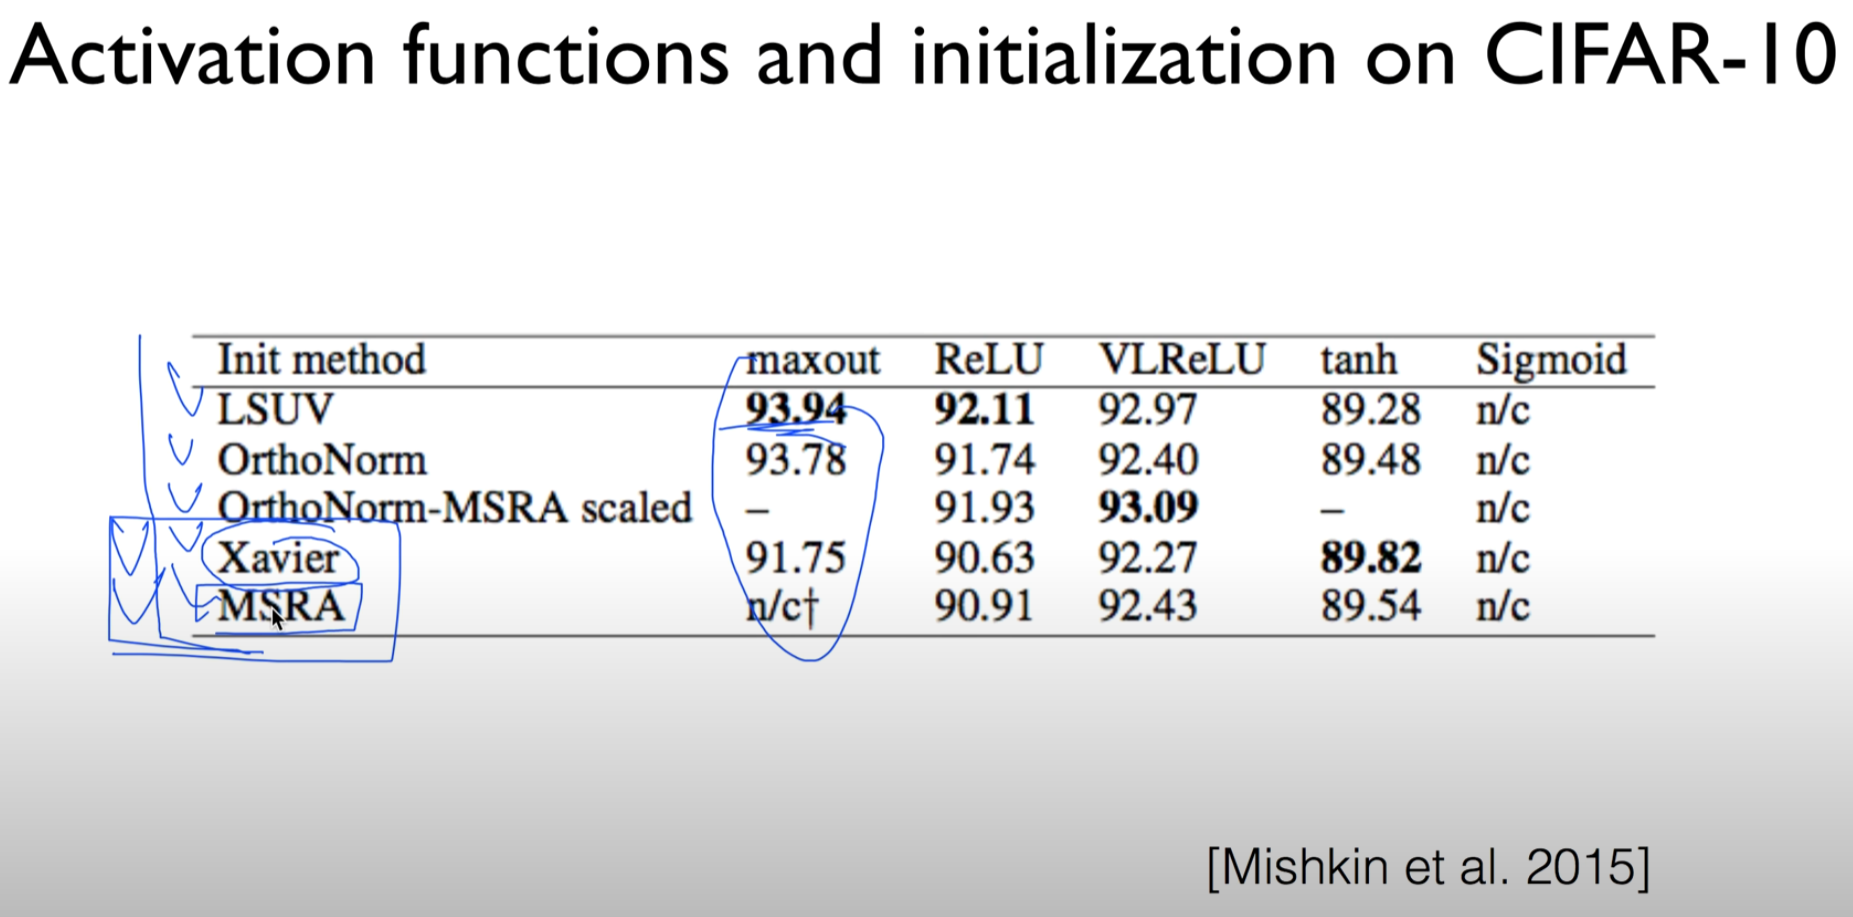 Activation functions and initialization on CIFAR-10
Init method maxout ReLU VLReLU tanh Sigmoid
LSUV 93.94 92.11 92.97 89.28 n/c
OrthoNorm 93.78 91.74 92.40 89.48 n/c
OrthoNorm-MSRA scaled – 91.93 93.09 – n/c
Xavier 91.75 90.63 92.27 89.82 n/c
MSRA n/c† 90.91 92.43 89.54 n/c
[Mishkin et al. 2015]